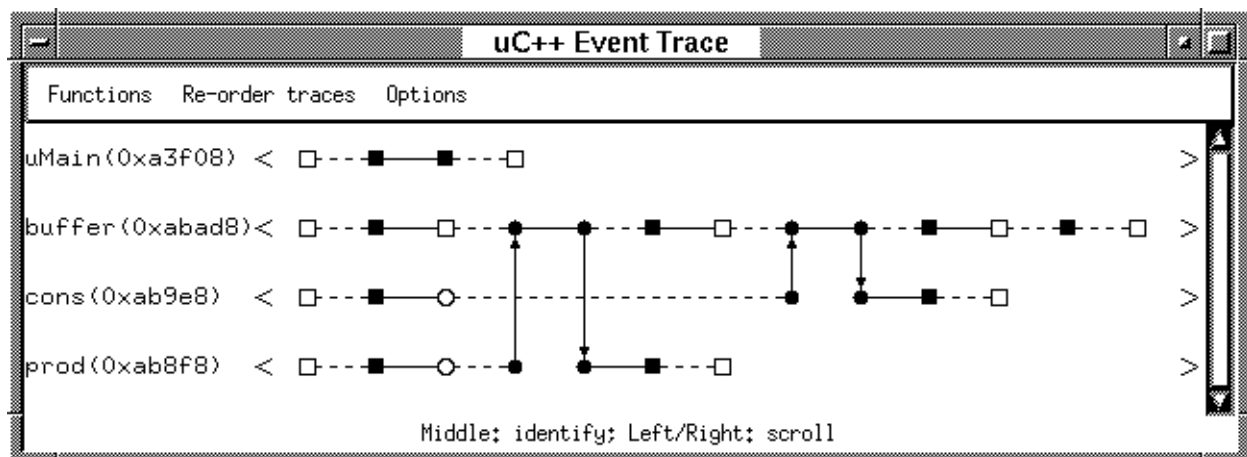 uC++ Event Trace
Functions Re-order traces Options
uMain(0xa3f08) < >
buffer(0xabad8)< >
cons(0xab9e8) < >
prod(0xab8f8) < >
Middle: identify; Left/Right: scroll